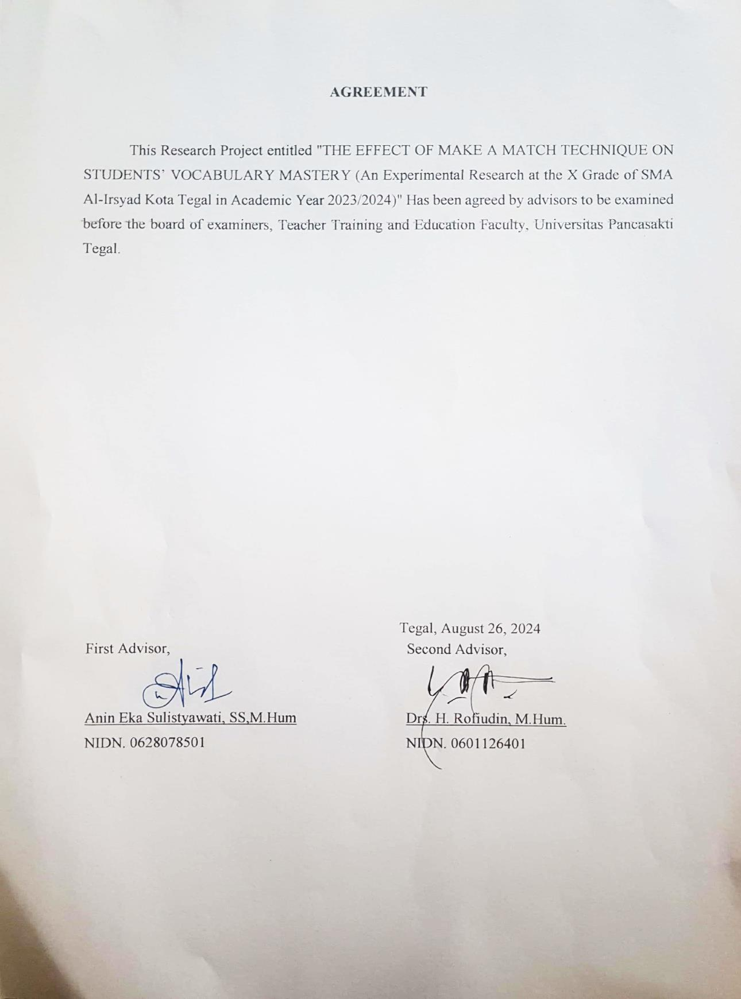 AGREEMENT
This Research Project entitled "THE EFFECT OF MAKE A MATCH TECHNIQUE ON
STUDENTS’ VOCABULARY MASTERY (An Experimental Research at the X Grade of SMA
Al-Irsyad Kota Tegal in Academic Year 2023/2024)" Has been agreed by advisors to be examined
before the board of examiners, Teacher Training and Education Faculty, Universitas Pancasakti
Tegal.
Tegal, August 26, 2024
First Advisor,
Second Advisor,
Anin Eka Sulistyawati, SS,M.Hum
Drs. H. Rofiudin, M.Hum.
NIDN. 0628078501
NIDN. 0601126401